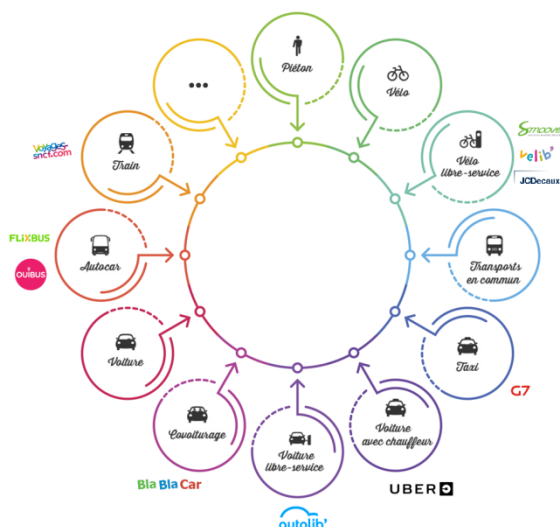 •••
Piéton
Vélo
Smoove
velib'
JCDecaux
Vélo
libre-service
Voyages-
sncf.com
Train
FLiXBUS
OUIBUS
Autocar
Transports
en commun
Voiture
Taxi
G7
Covoiturage
Voiture
libre-service
Voiture
avec chauffeur
BlaBlaCar
UBER
autolib'